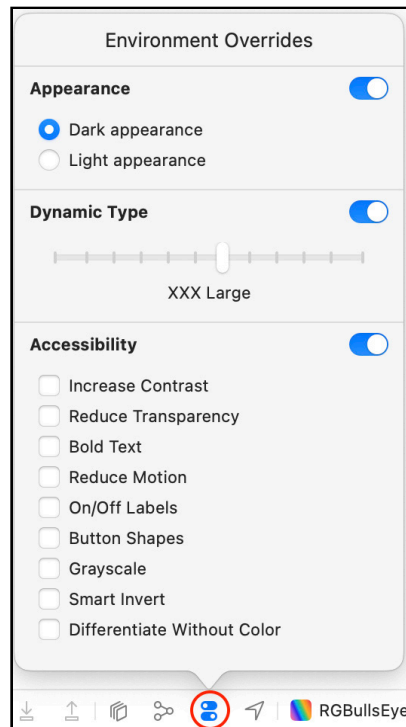 Environment Overrides
Appearance
Dark appearance
Light appearance
Dynamic Type
XXX Large
Accessibility
Increase Contrast
Reduce Transparency
Bold Text
Reduce Motion
On/Off Labels
Button Shapes
Grayscale
Smart Invert
Differentiate Without Color
RGBullsEye